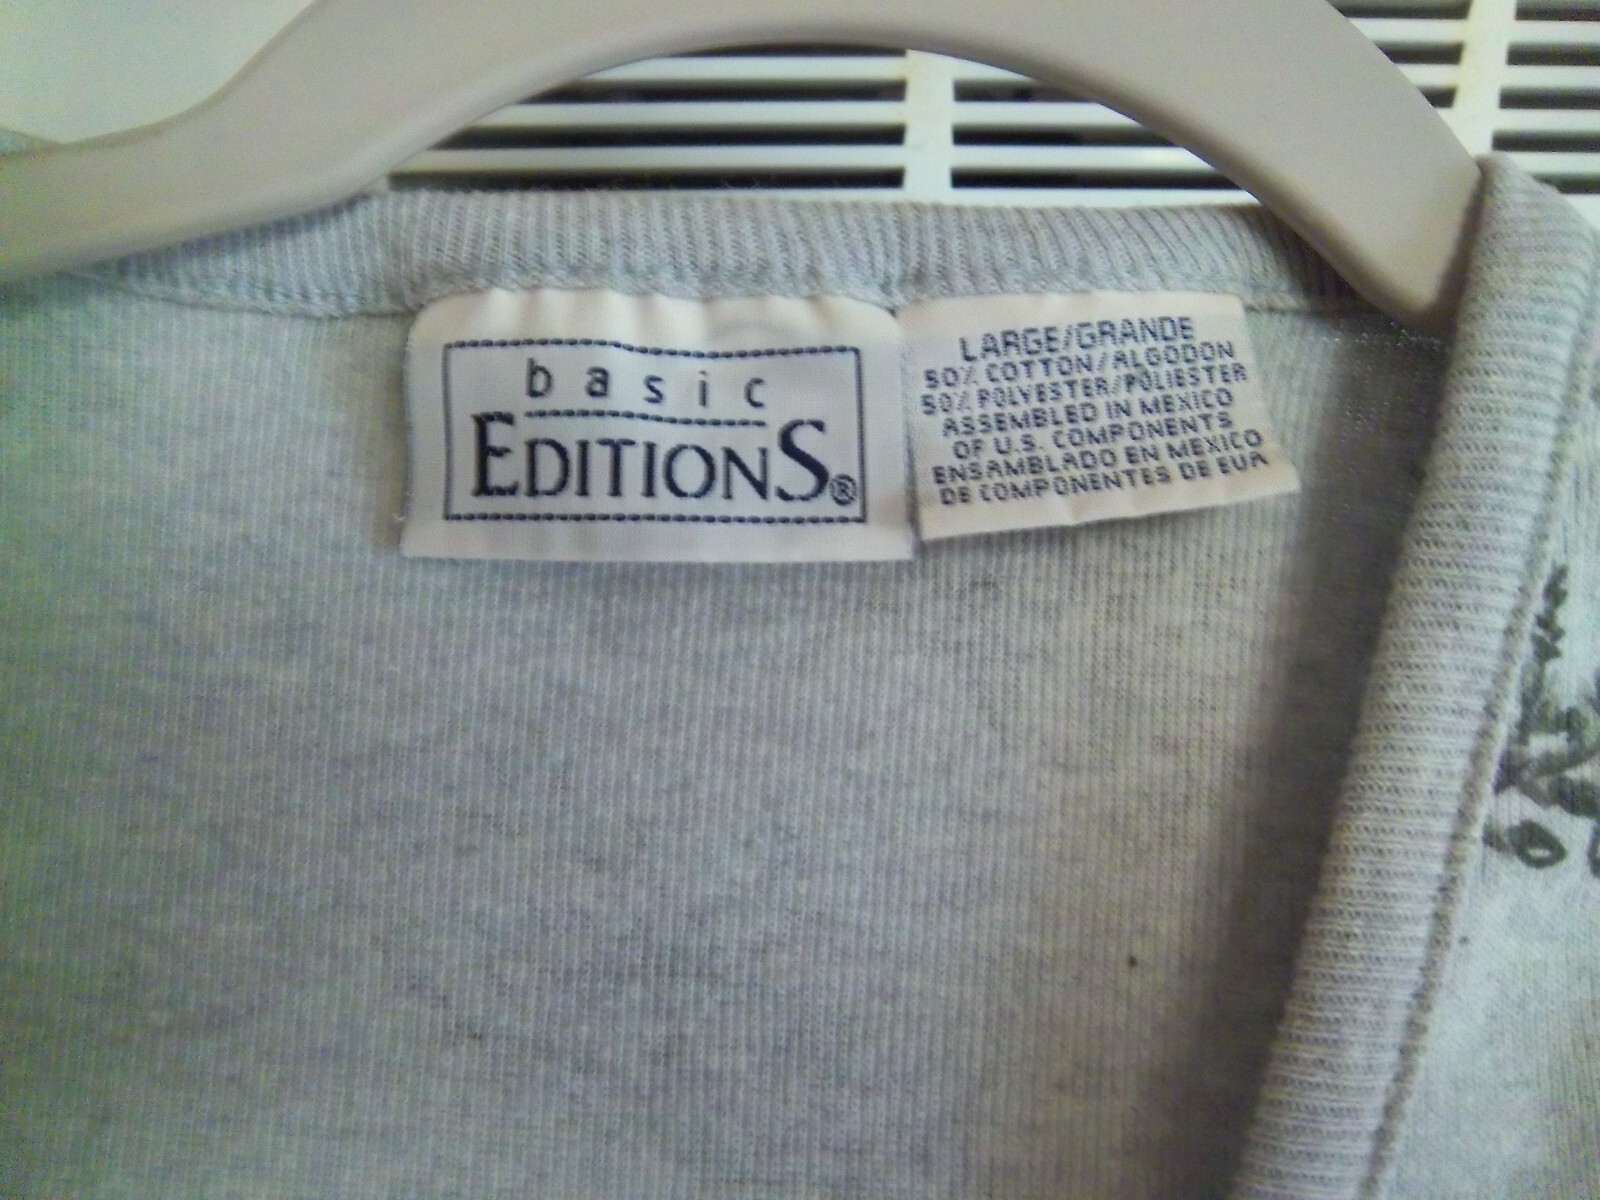 basic
EDITIONS®
LARGE/GRANDE
50% COTTON/ALGODON
50% POLYESTER/POLIESTER
ASSEMBLED IN MEXICO
OF U.S. COMPONENTS
ENSAMBLADO EN MEXICO
DE COMPONENTES DE EUA